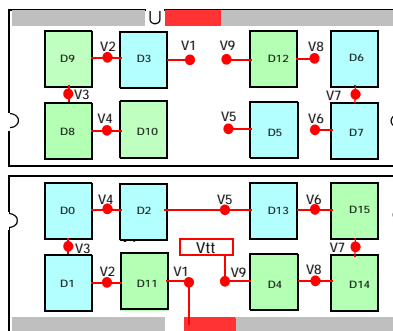 V2 V1 V9 V8
D9 D3 D12 D6
V3 V7
V4 V5 V6
D8 D10 D5 D7
V4 V5 V6
D0 D2 D13 D15
V3 Vtt V7
V2 V1 V9 V8
D1 D11 D4 D14